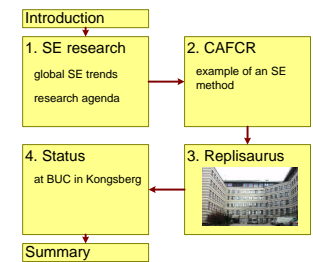 Introduction
1. SE research
global SE trends
research agenda
2. CAFCR
example of an SE
method
3. Replisaurus
4. Status
at BUC in Kongsberg
Summary